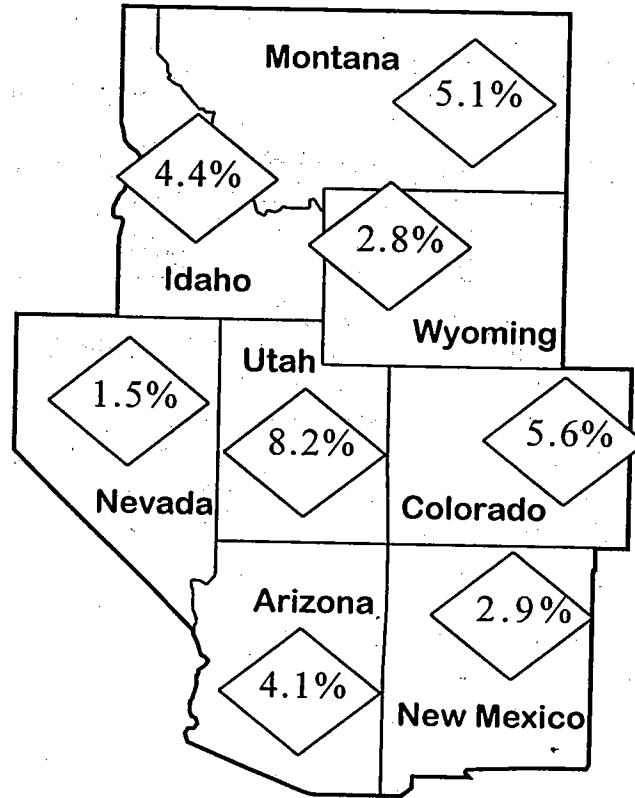 Montana
5.1%
4.4%
2.8%
Idaho
Wyoming
Utah
1.5%
8.2%
5.6%
Nevada
Colorado
Arizona
2.9%
4.1%
New Mexico